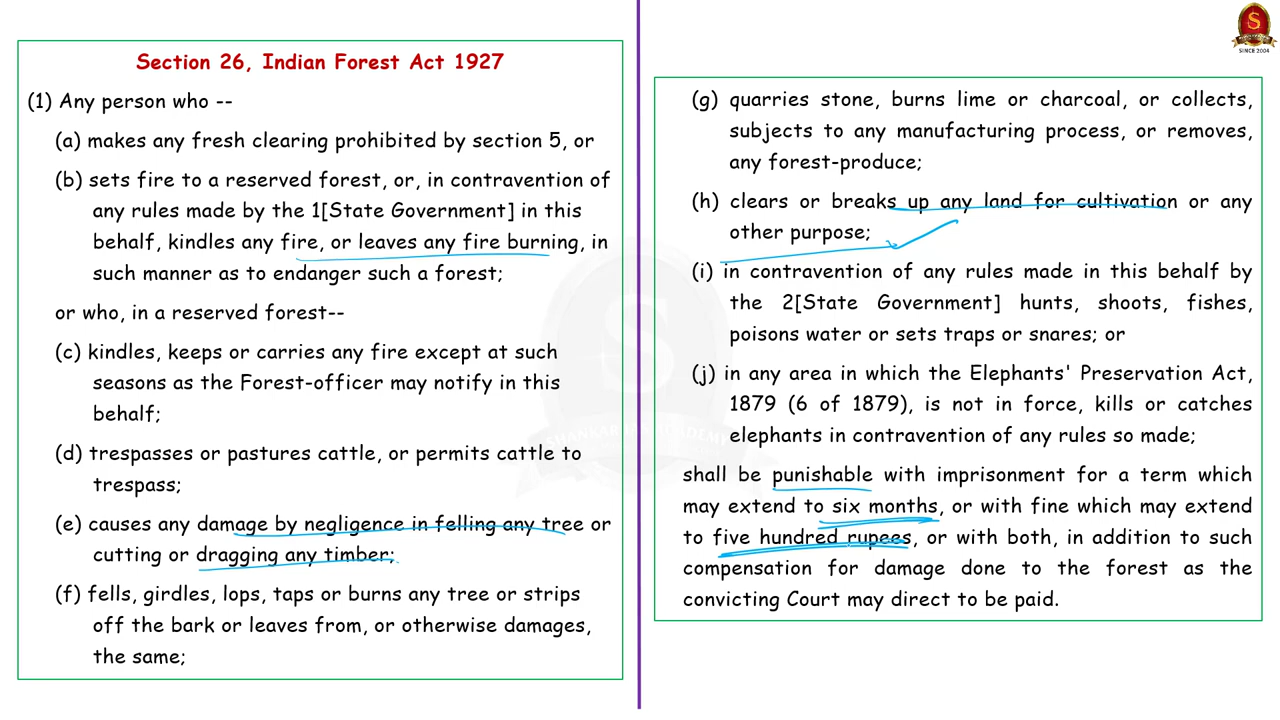 Section 26, Indian Forest Act 1927
(1) Any person who --
(a) makes any fresh clearing prohibited by section 5, or
(b) sets fire to a reserved forest, or, in contravention of
any rules made by the 1[State Government] in this
behalf, kindles any fire, or leaves any fire burning, in
such manner as to endanger such a forest;
or who, in a reserved forest--
(c) kindles, keeps or carries any fire except at such
seasons as the Forest-officer may notify in this
behalf;
(d) trespasses or pastures cattle, or permits cattle to
trespass;
(e) causes any damage by negligence in felling any tree or
cutting or dragging any timber;
(f) fells, girdles, lops, taps or burns any tree or strips
off the bark or leaves from, or otherwise damages,
the same;
(g) quarries stone, burns lime or charcoal, or collects,
subjects to any manufacturing process, or removes,
any forest-produce;
(h) clears or breaks up any land for cultivation or any
other purpose;
(i) in contravention of any rules made in this behalf by
the 2[State Government] hunts, shoots, fishes,
poisons water or sets traps or snares; or
(j) in any area in which the Elephants' Preservation Act,
1879 (6 of 1879), is not in force, kills or catches
elephants in contravention of any rules so made;
shall be punishable with imprisonment for a term which
may extend to six months, or with fine which may extend
to five hundred rupees, or with both, in addition to such
compensation for damage done to the forest as the
convicting Court may direct to be paid.
S
SINCE 2004